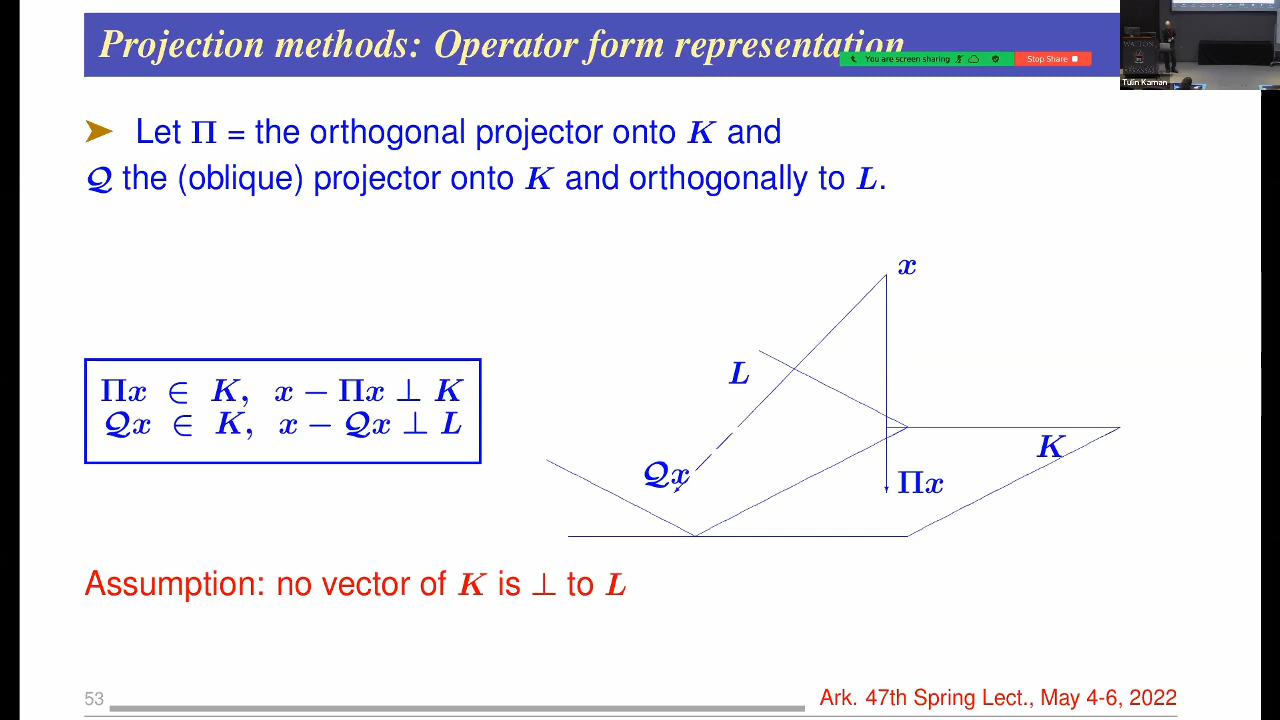 Projection methods: Operator form representation
You are screen sharing
Stop Share
WALTON
Tulin Kaman
➤ Let Π = the orthogonal projector onto K and
Q the (oblique) projector onto K and orthogonally to L.
x
L
Πx ∈ K, x − Πx ⊥ K
Qx ∈ K, x − Qx ⊥ L
K
Qx
Πx
Assumption: no vector of K is ⊥ to L
53
Ark. 47th Spring Lect., May 4-6, 2022